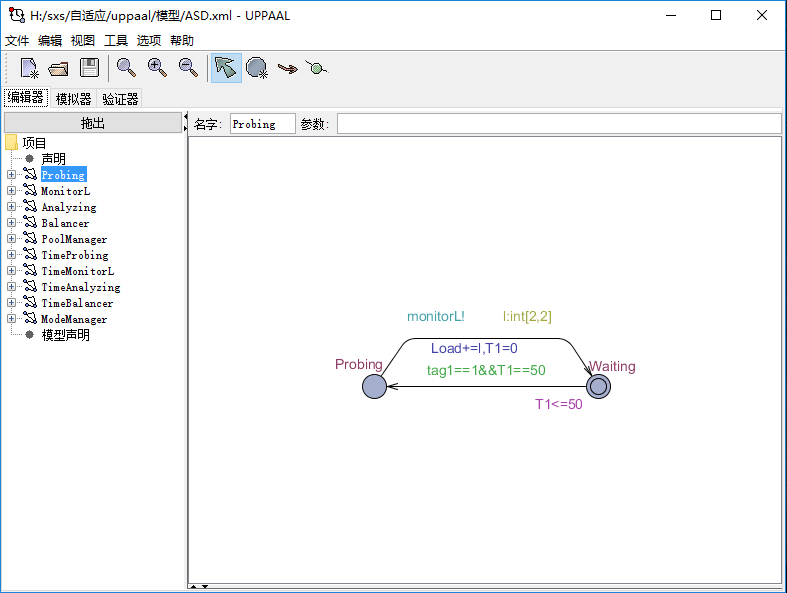 H:/sxs/自适应/uppaal/模型/ASD.xml - UPPAAL
文件 编辑 视图 工具 选项 帮助
编辑器 模拟器 验证器
拖出
名字: Probing 参数:
项目
声明
Probing
MonitorL
Analyzing
Balancer
PoolManager
TimeProbing
TimeMonitorL
TimeAnalyzing
TimeBalancer
ModeManager
模型声明
monitorL! l:int[2,2]
Load+=l,T1=0
Probing Waiting
tag1==1&&T1==50
T1<=50